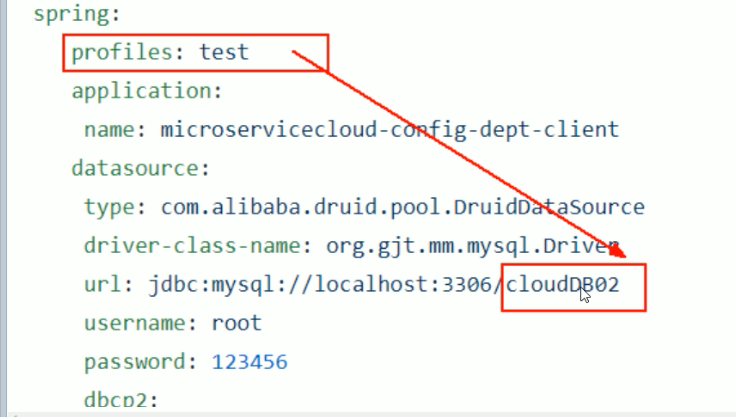 spring:
profiles: test
application:
name: microservicecloud-config-dept-client
datasource:
type: com.alibaba.druid.pool.DruidDataSource
driver-class-name: org.gjt.mm.mysql.Driver
url: jdbc:mysql://localhost:3306/cloudDB02
username: root
password: 123456
dbcp2: